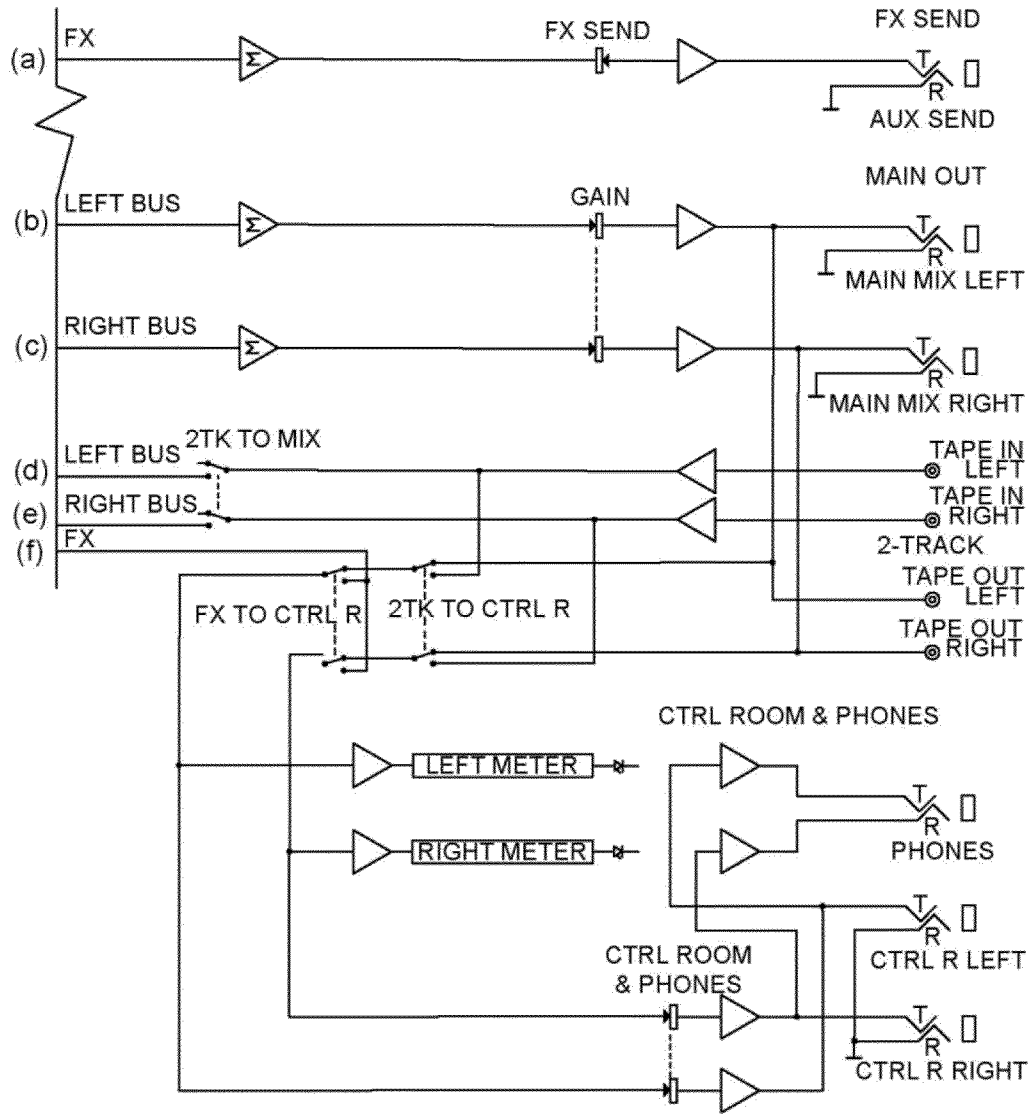 FX SEND
FX
FX SEND
(a)
Σ
T
R
AUX SEND
MAIN OUT
LEFT BUS
GAIN
(b)
Σ
T
R
MAIN MIX LEFT
RIGHT BUS
(c)
Σ
T
R
MAIN MIX RIGHT
2TK TO MIX
LEFT BUS
TAPE IN
LEFT
(d)
RIGHT BUS
TAPE IN
RIGHT
(e)
FX
(f)
2-TRACK
TAPE OUT
LEFT
FX TO CTRL R
2TK TO CTRL R
TAPE OUT
RIGHT
CTRL ROOM & PHONES
LEFT METER
T
R
RIGHT METER
PHONES
T
R
CTRL R LEFT
CTRL ROOM
& PHONES
T
R
CTRL R RIGHT